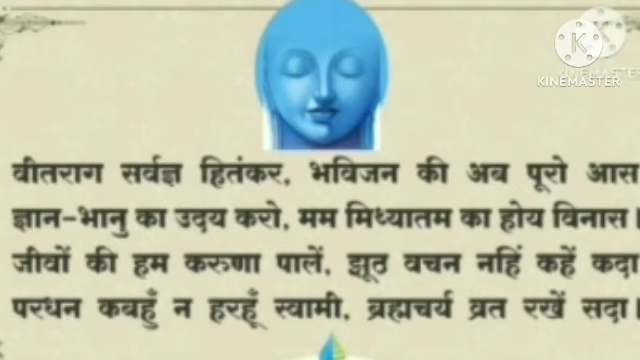 KINEMASTER
KINEMASTER
वीतराग सर्वज्ञ हितंकर, भविजन की अब पूरो आस
ज्ञान-भानु का उदय करो, मम मिथ्यातम का होय विनास।
जीवों की हम करुणा पालें, झूठ वचन नहिं कहें कदा
परधन कबहुँ न हरहूँ स्वामी, ब्रह्मचर्य व्रत रखें सदा।